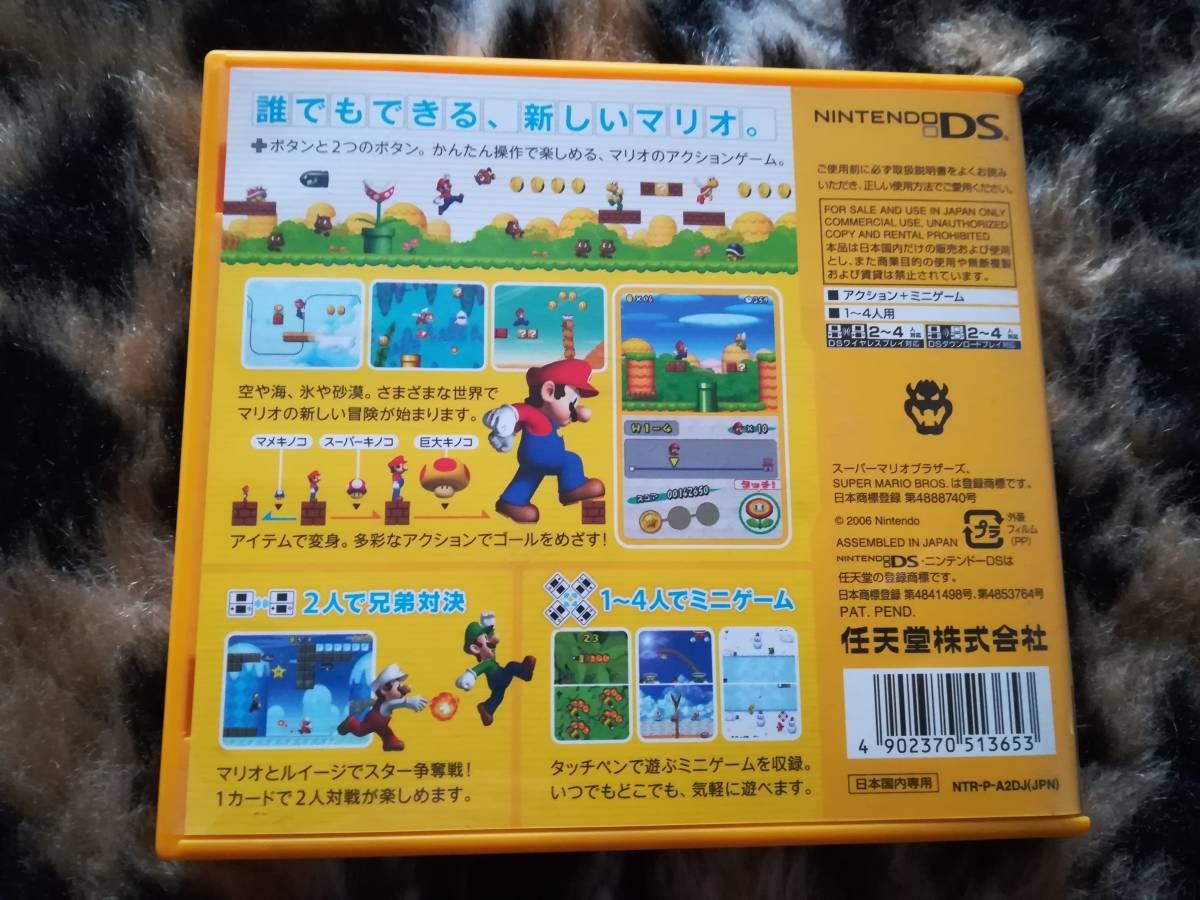 誰でもできる、新しいマリオ。
✚ボタンと2つのボタン。かんたん操作で楽しめる、マリオのアクションゲーム。
空や海、氷や砂漠。さまざまな世界で
マリオの新しい冒険が始まります。
マメキノコ スーパーキノコ 巨大キノコ
アイテムで変身。多彩なアクションでゴールをめざす!
W1-4 ×10
スコア 00142650
タッチ!
2人で兄弟対決
マリオとルイージでスター争奪戦!
1カードで2人対戦が楽しめます。
1〜4人でミニゲーム
23
タッチペンで遊ぶミニゲームを収録。
いつでもどこでも、気軽に遊べます。
NINTENDO DS®
ご使用前に必ず取扱説明書をよくお読み
いただき、正しい使用方法でご愛用ください。
FOR SALE AND USE IN JAPAN ONLY
COMMERCIAL USE, UNAUTHORIZED
COPY AND RENTAL PROHIBITED.
本品は日本国内だけの販売および使用
とし、また商業目的の使用や無断複製
および賃貸は禁止されています。
■ アクション+ミニゲーム
■ 1〜4人用
2〜4人対応 2〜4人対応
DSワイヤレスプレイ対応 DSダウンロードプレイ対応
スーパーマリオブラザーズ、
SUPER MARIO BROS. は登録商標です。
日本商標登録 第4888740号
© 2006 Nintendo
ASSEMBLED IN JAPAN
プラ
外装
フィルム
(PP)
NINTENDO DS・ニンテンドーDSは
任天堂の登録商標です。
日本商標登録 第4841498号、第4853764号
PAT. PEND.
任天堂株式会社
4 902370 513653
日本国内専用 NTR-P-A2DJ(JPN)